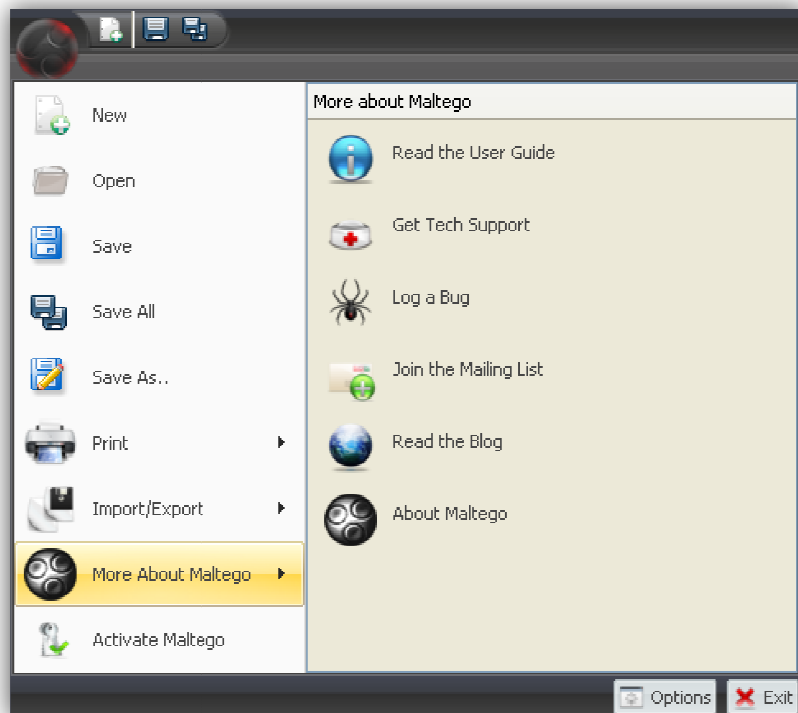 New
Open
Save
Save All
Save As..
Print
Import/Export
More About Maltego
Activate Maltego
More about Maltego
Read the User Guide
Get Tech Support
Log a Bug
Join the Mailing List
Read the Blog
About Maltego
Options
Exit